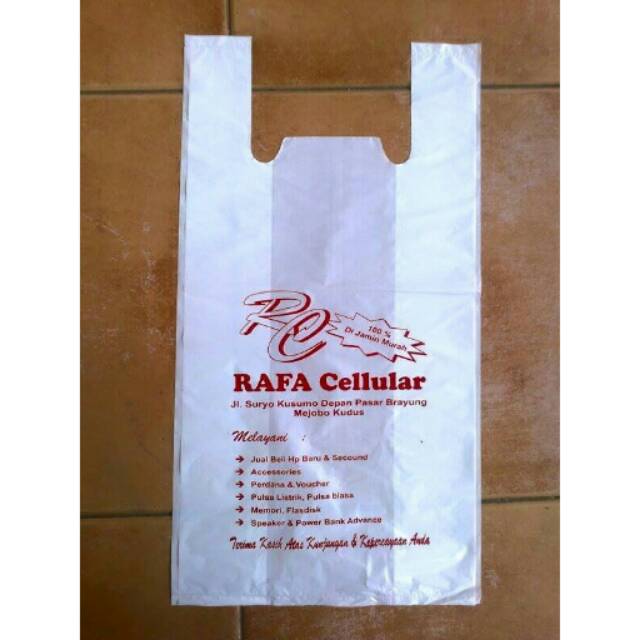 RC
100 %
Di Jamin Murah
RAFA Cellular
Jl. Suryo Kusumo Depan Pasar Brayung
Mejobo Kudus
Melayani :
→ Jual Beli Hp Baru & Secound
→ Accessories
→ Perdana & Voucher
→ Pulsa Listrik, Pulsa biasa
→ Memori, Flasdisk
→ Speaker & Power Bank Advance
Terima Kasih Atas Kunjungan & Kepercayaan Anda